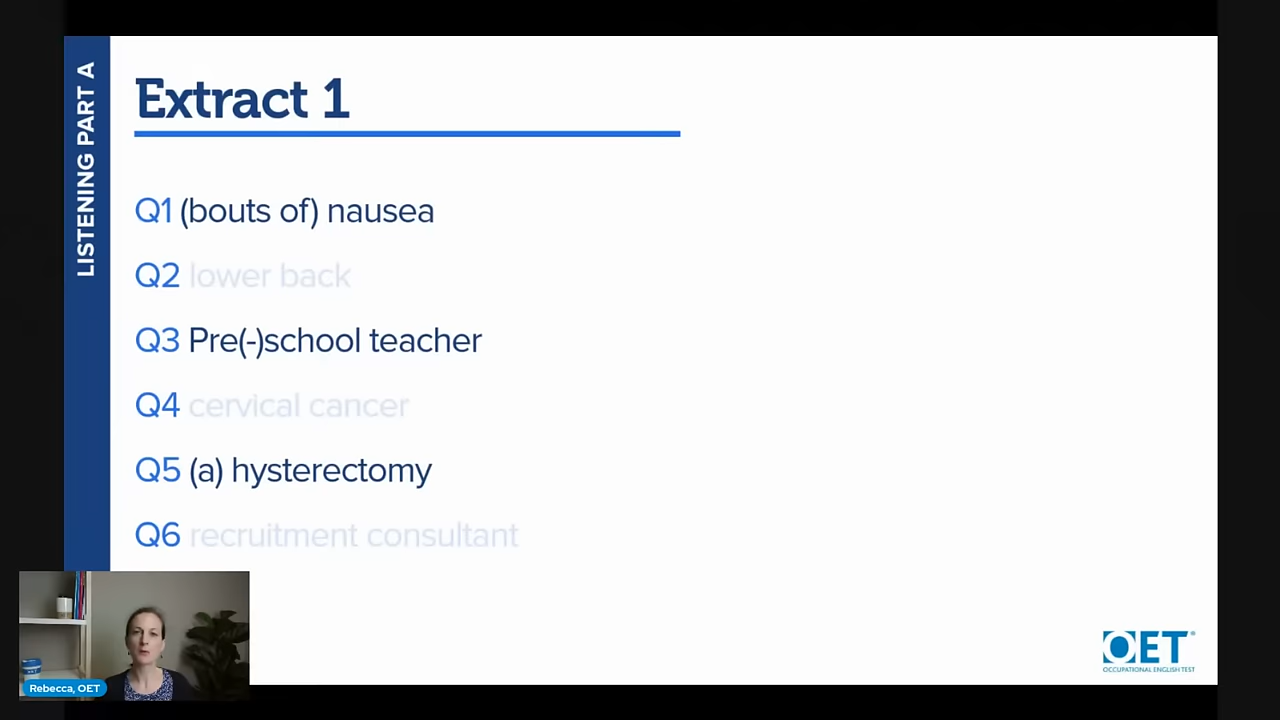 LISTENING PART A
Extract 1
Q1 (bouts of) nausea
Q2 lower back
Q3 Pre(-)school teacher
Q4 cervical cancer
Q5 (a) hysterectomy
Q6 recruitment consultant
Rebecca, OET
OET
OCCUPATIONAL ENGLISH TEST